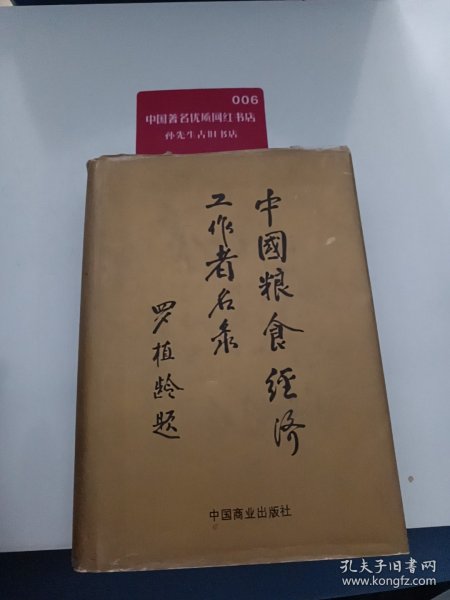 006
中国著名优质网红书店
孙先生古旧书店
中國粮食经济
工作者名录
罗植龄题
中国商业出版社
孔夫子旧书网
www.kongfz.com